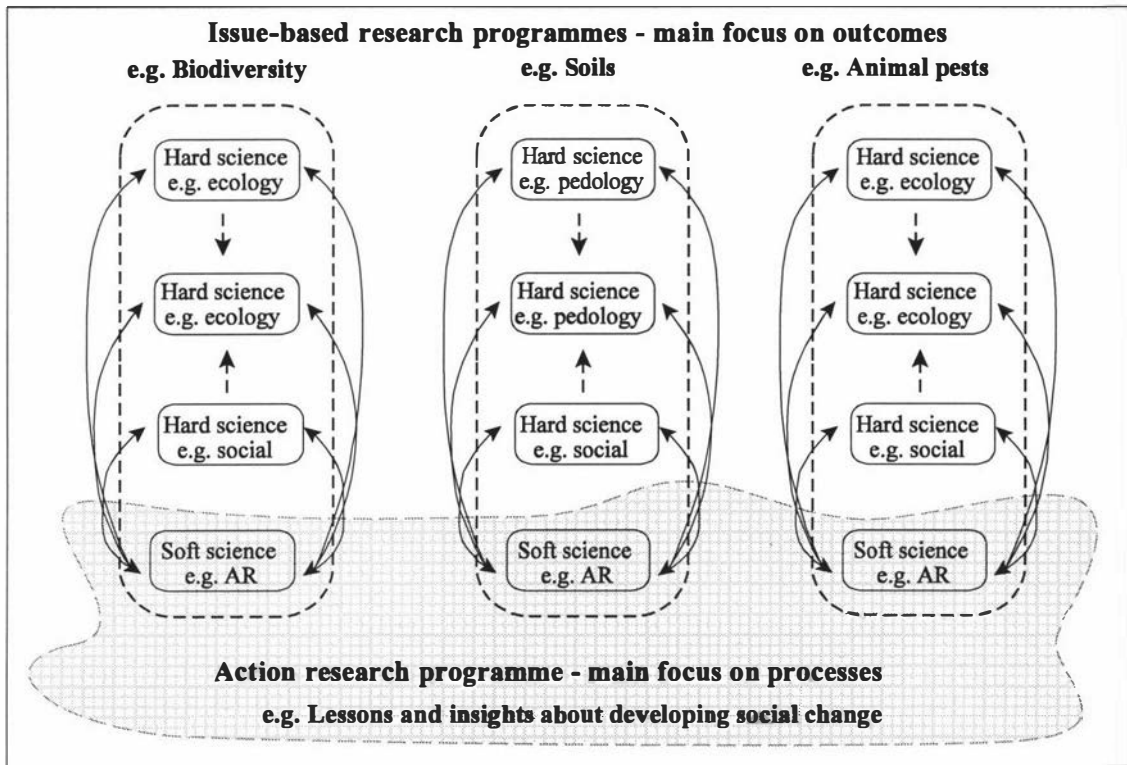 Issue-based research programmes - main focus on outcomes
e.g. Biodiversity
e.g. Soils
e.g. Animal pests
Hard science
e.g. ecology
Hard science
e.g. ecology
Hard science
e.g. social
Soft science
e.g. AR
Hard science
e.g. pedology
Hard science
e.g. pedology
Hard science
e.g. social
Soft science
e.g. AR
Hard science
e.g. ecology
Hard science
e.g. ecology
Hard science
e.g. social
Soft science
e.g. AR
Action research programme - main focus on processes
e.g. Lessons and insights about developing social change